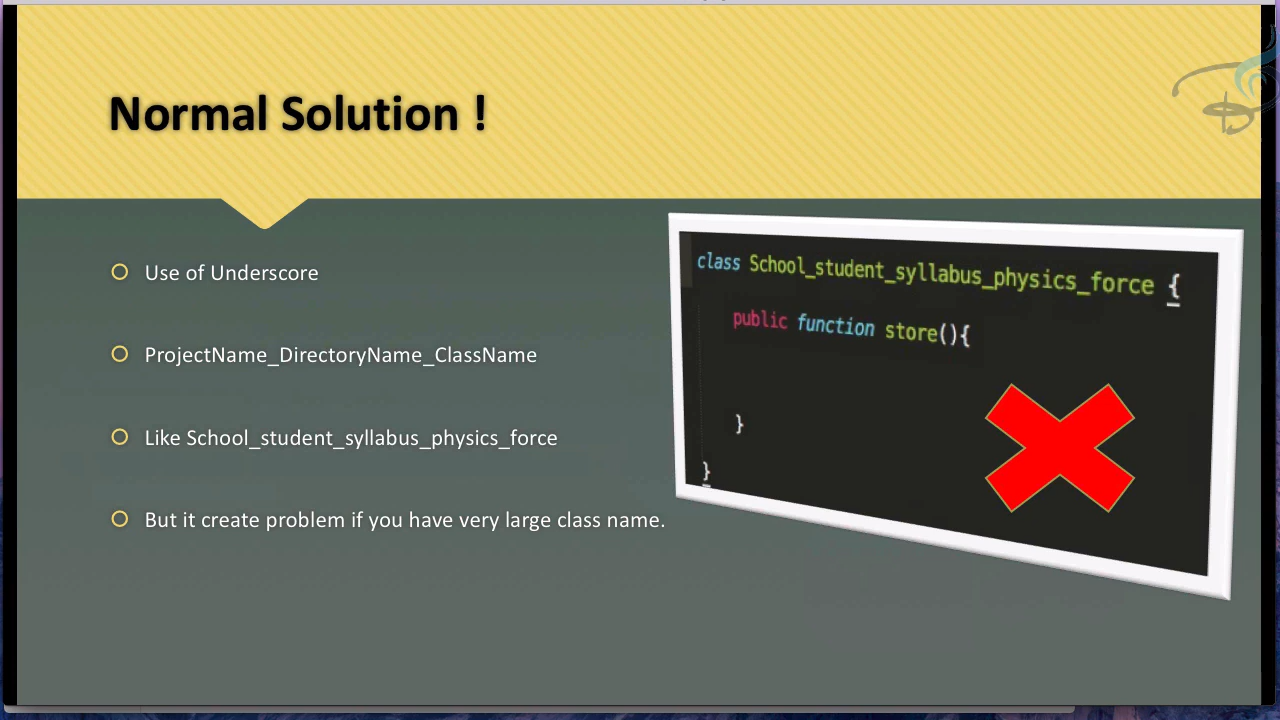 Normal Solution !
Use of Underscore
ProjectName_DirectoryName_ClassName
Like School_student_syllabus_physics_force
But it create problem if you have very large class name.
class School_student_syllabus_physics_force {
public function store(){
}
}